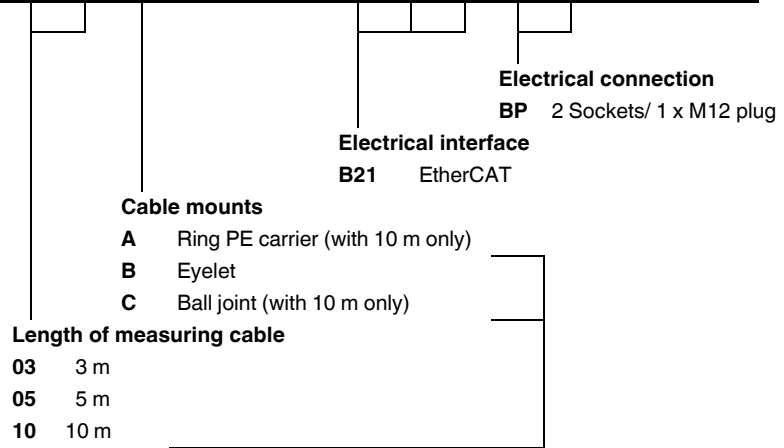 Electrical connection
BP 2 Sockets/ 1 x M12 plug
Electrical interface
B21 EtherCAT
Cable mounts
A Ring PE carrier (with 10 m only)
B Eyelet
C Ball joint (with 10 m only)
Length of measuring cable
03 3 m
05 5 m
10 10 m